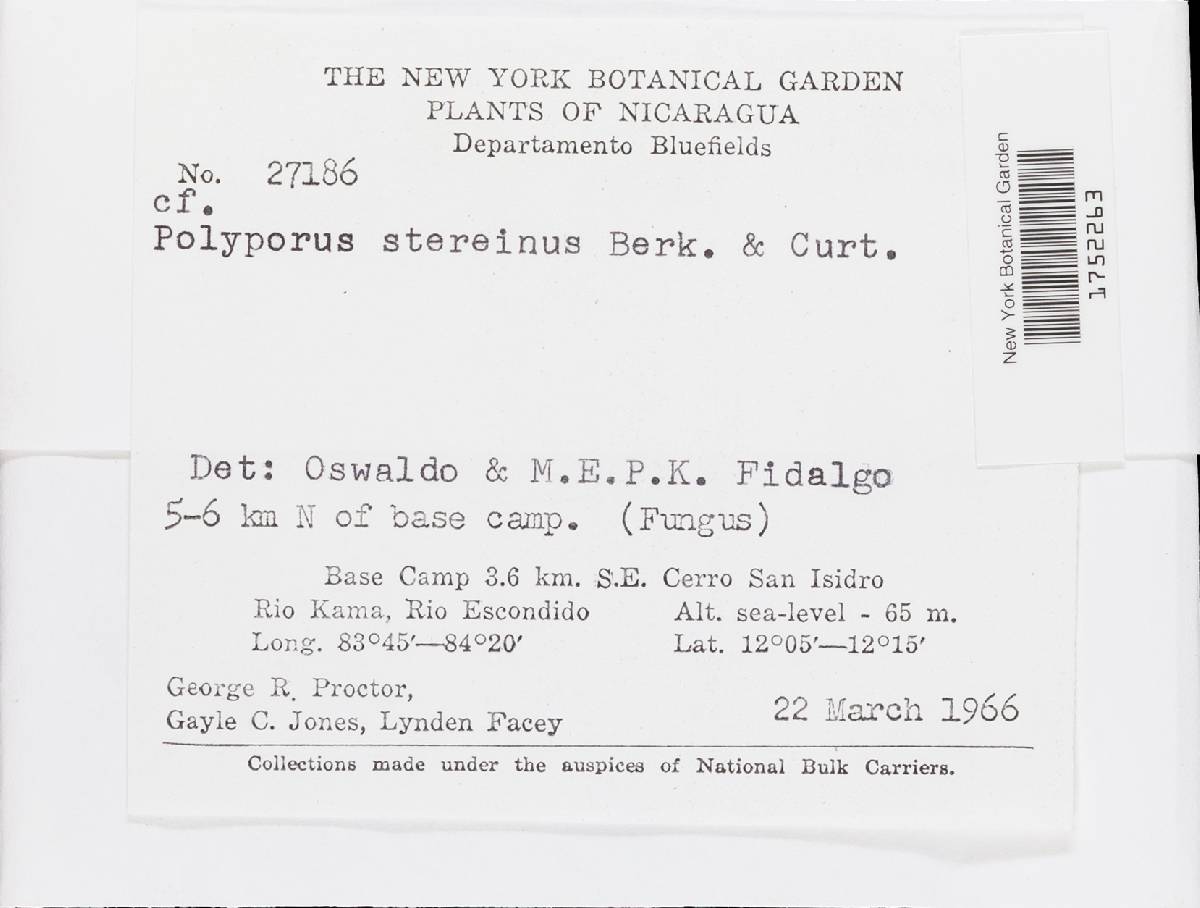 THE NEW YORK BOTANICAL GARDEN
PLANTS OF NICARAGUA
Departamento Bluefields
No. 27186
cf.
Polyporus stereinus Berk. & Curt.
Det: Oswaldo & M.E.P.K. Fidalgo
5-6 km N of base camp. (Fungus)
Base Camp 3.6 km. S.E. Cerro San Isidro
Rio Kama, Rio Escondido Alt. sea-level - 65 m.
Long. 83°45′—84°20′ Lat. 12°05′—12°15′
George R. Proctor,
Gayle C. Jones, Lynden Facey
22 March 1966
Collections made under the auspices of National Bulk Carriers.
New York Botanical Garden
1752263